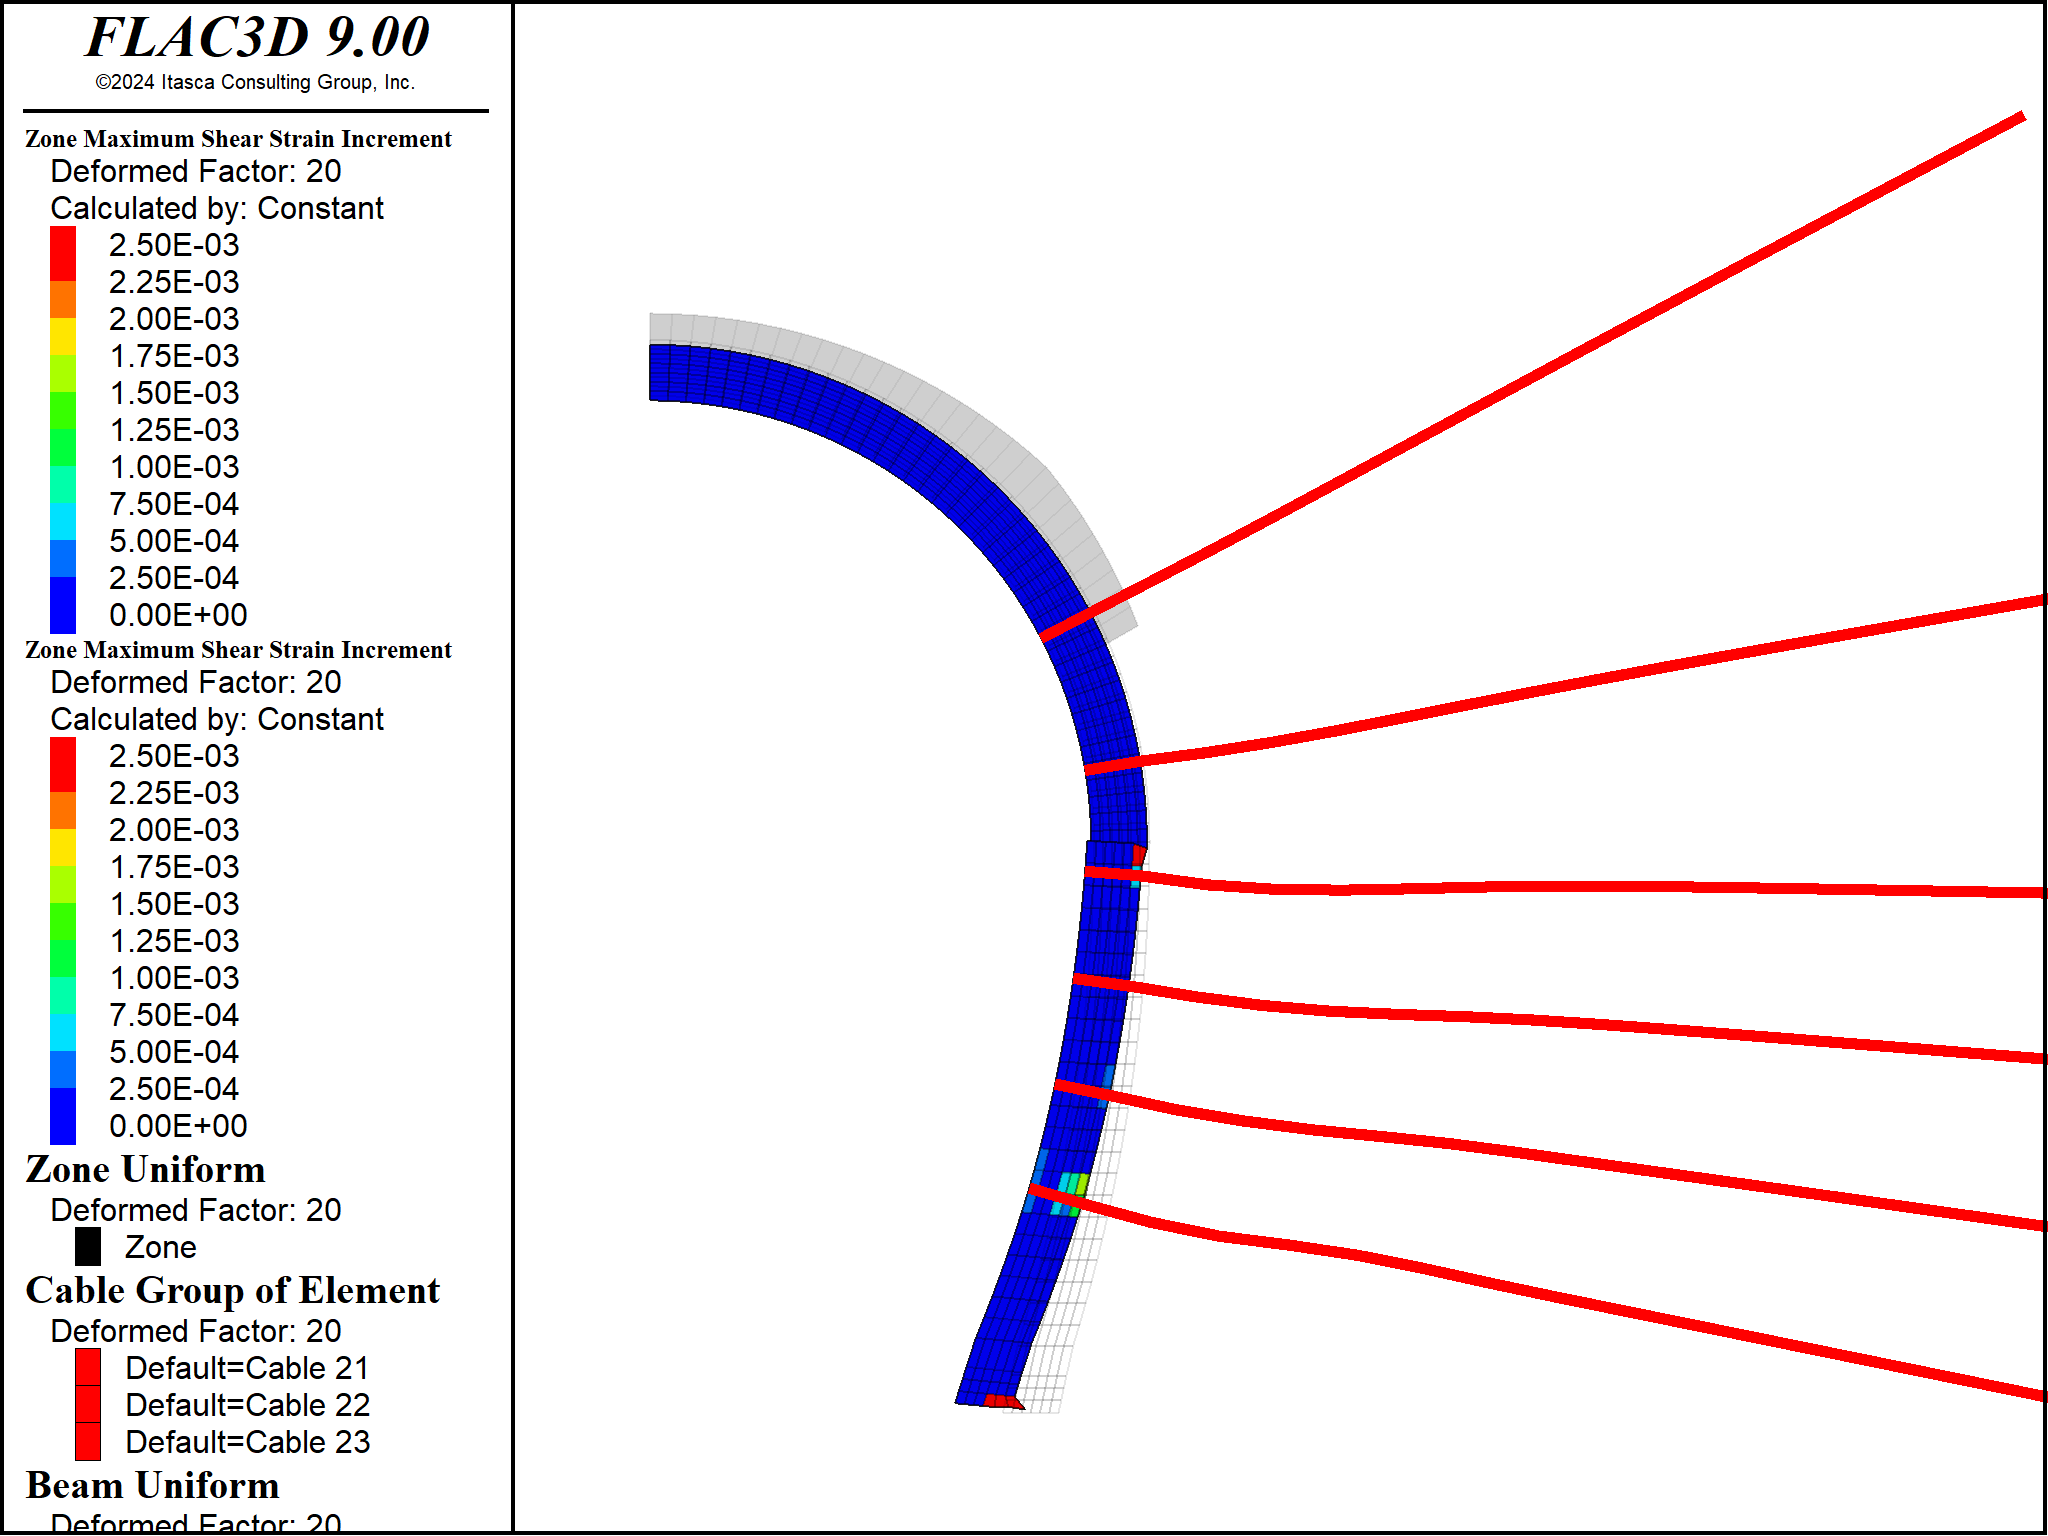 FLAC3D 9.00
©2024 Itasca Consulting Group, Inc.
Zone Maximum Shear Strain Increment
Deformed Factor: 20
Calculated by: Constant
2.50E-03
2.25E-03
2.00E-03
1.75E-03
1.50E-03
1.25E-03
1.00E-03
7.50E-04
5.00E-04
2.50E-04
0.00E+00
Zone Maximum Shear Strain Increment
Deformed Factor: 20
Calculated by: Constant
2.50E-03
2.25E-03
2.00E-03
1.75E-03
1.50E-03
1.25E-03
1.00E-03
7.50E-04
5.00E-04
2.50E-04
0.00E+00
Zone Uniform
Deformed Factor: 20
Zone
Cable Group of Element
Deformed Factor: 20
Default=Cable 21
Default=Cable 22
Default=Cable 23
Beam Uniform
Deformed Factor: 20